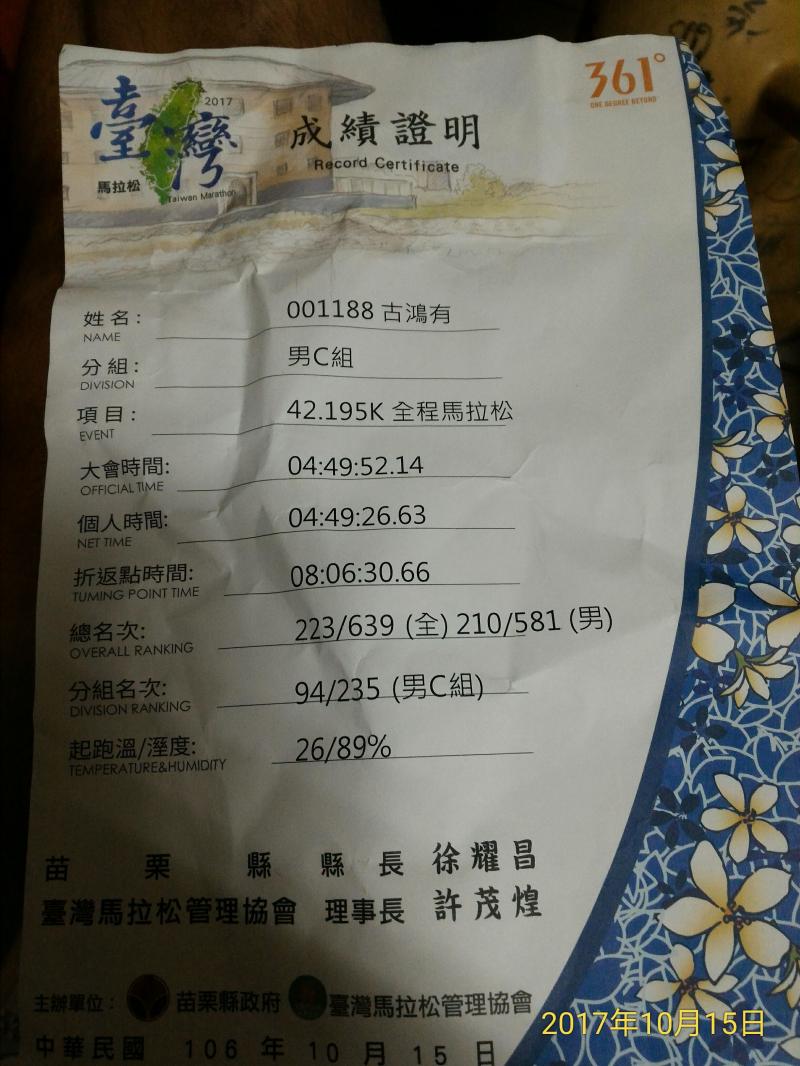 361°
ONE DEGREE BEYOND
2017
臺灣
馬拉松
Taiwan Marathon
成績證明
Record Certificate
姓名: 001188 古鴻有
NAME
分組: 男C組
DIVISION
項目: 42.195K 全程馬拉松
EVENT
大會時間: 04:49:52.14
OFFICIAL TIME
個人時間: 04:49:26.63
NET TIME
折返點時間: 08:06:30.66
TUMING POINT TIME
總名次: 223/639 (全) 210/581 (男)
OVERALL RANKING
分組名次: 94/235 (男C組)
DIVISION RANKING
起跑溫/溼度: 26/89%
TEMPERATURE&HUMIDITY
苗栗縣縣長 徐耀昌
臺灣馬拉松管理協會 理事長 許茂煌
主辦單位: 苗栗縣政府 臺灣馬拉松管理協會
中華民國 106 年 10 月 15 日
2017年10月15日